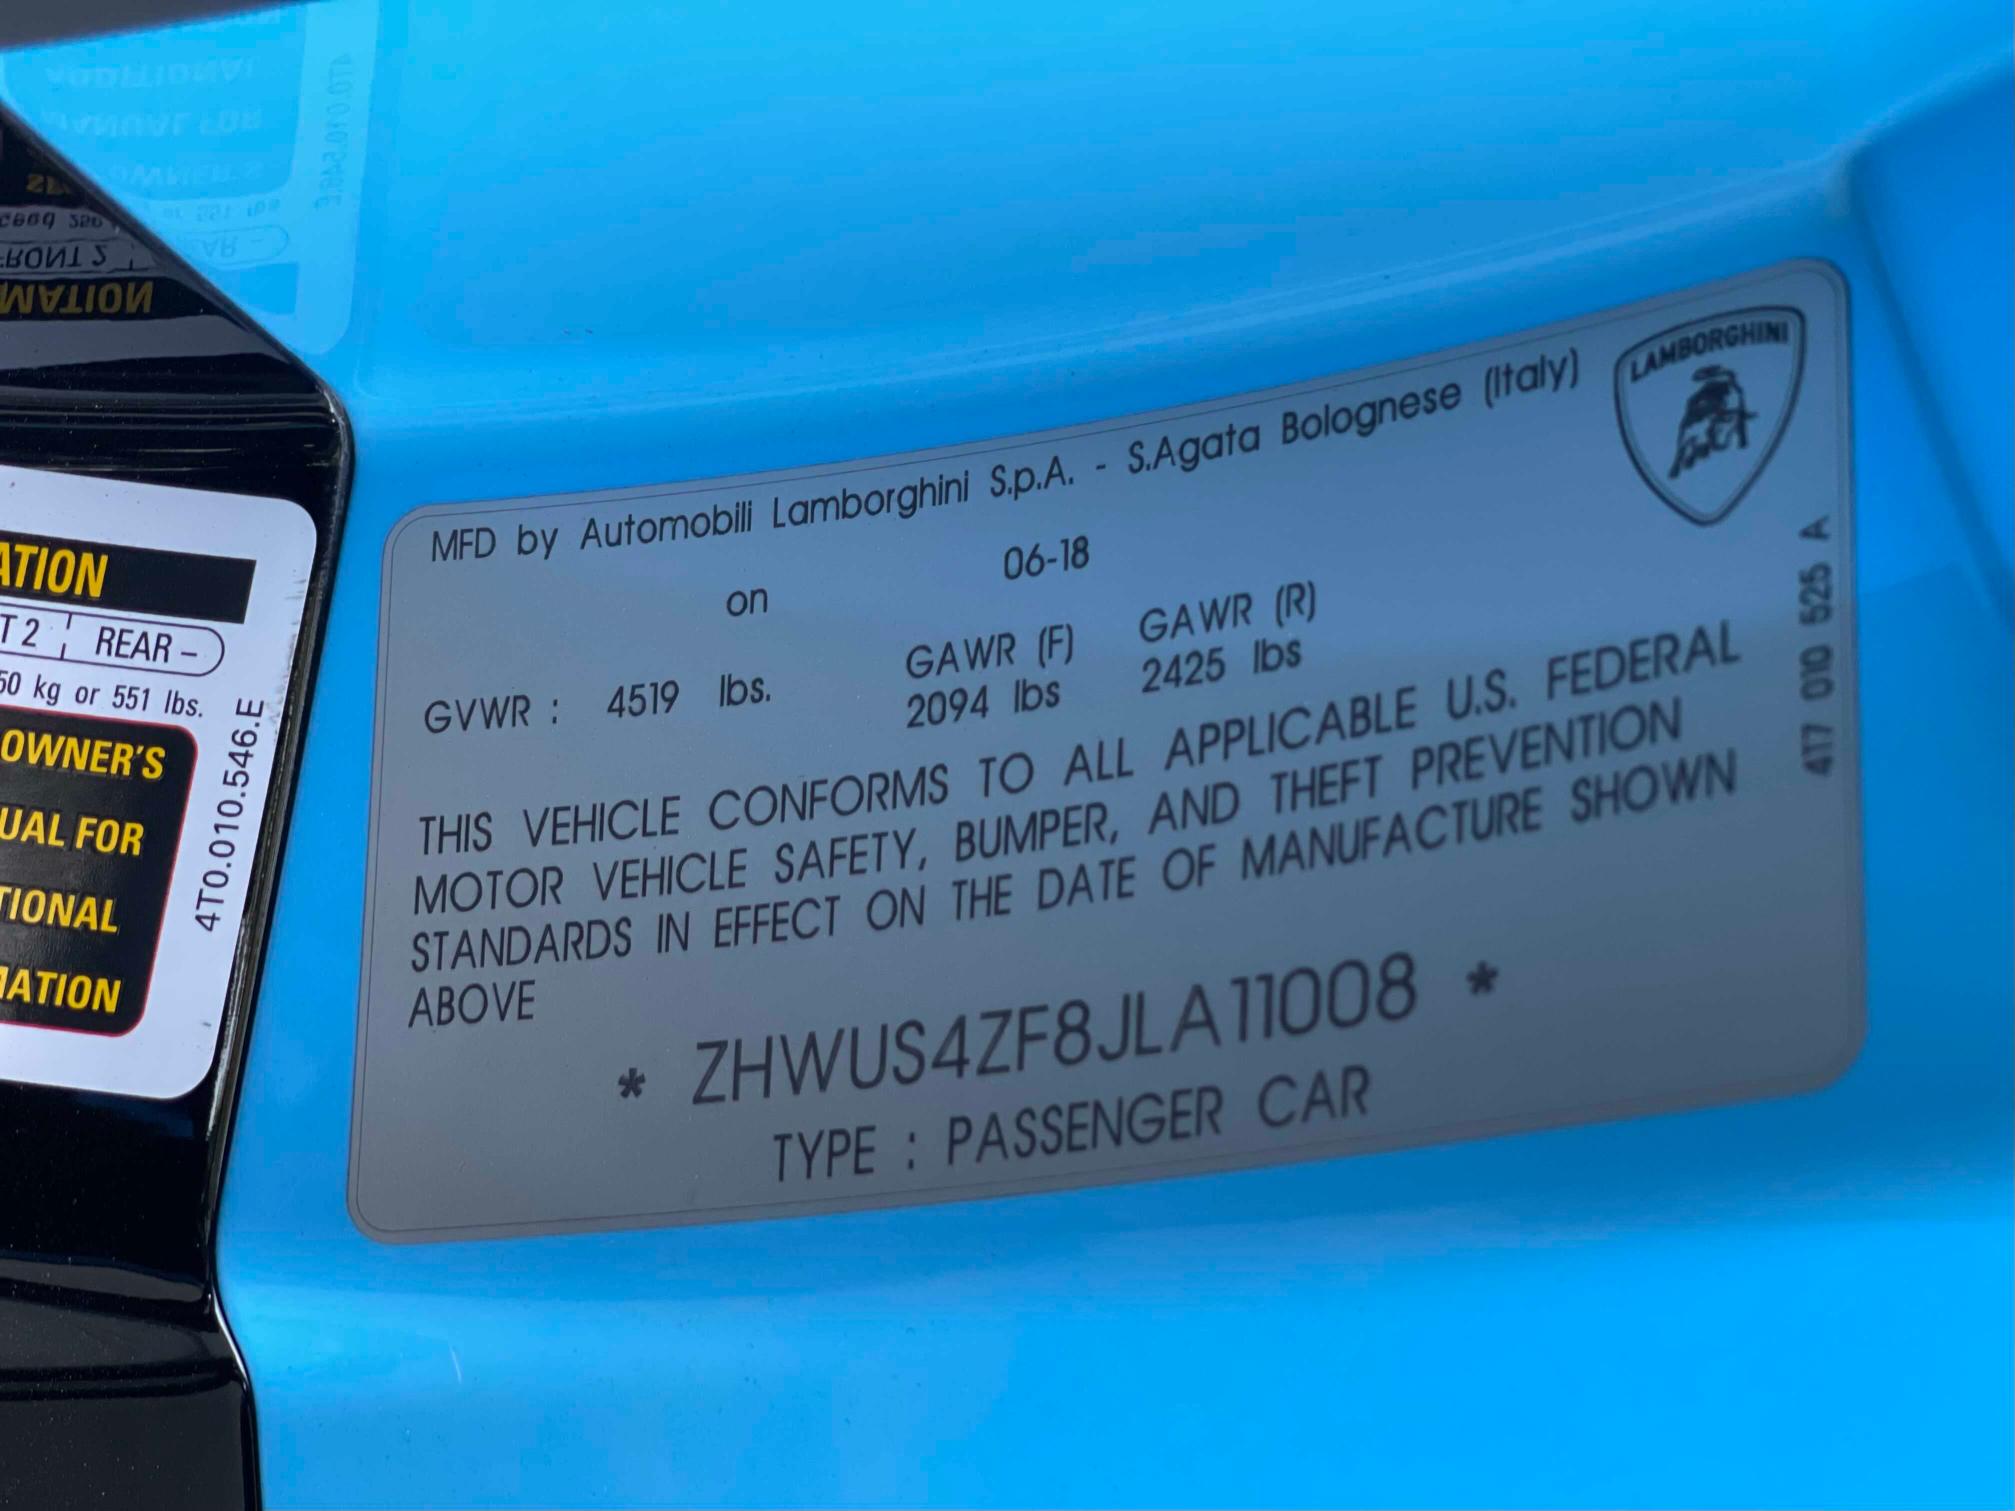 MFD by Automobili Lamborghini S.p.A. - S.Agata Bolognese (Italy)
LAMBORGHINI
on 06-18
GVWR : 4519 lbs.
GAWR (F) GAWR (R)
2094 lbs 2425 lbs
THIS VEHICLE CONFORMS TO ALL APPLICABLE U.S. FEDERAL
MOTOR VEHICLE SAFETY, BUMPER, AND THEFT PREVENTION
STANDARDS IN EFFECT ON THE DATE OF MANUFACTURE SHOWN
ABOVE
* ZHWUS4ZF8JLA11008 *
TYPE : PASSENGER CAR
4T7 010 525 A
ATION
T 2 REAR -
50 kg or 551 lbs.
OWNER'S
UAL FOR
TIONAL
MATION
4T0.010.546.E